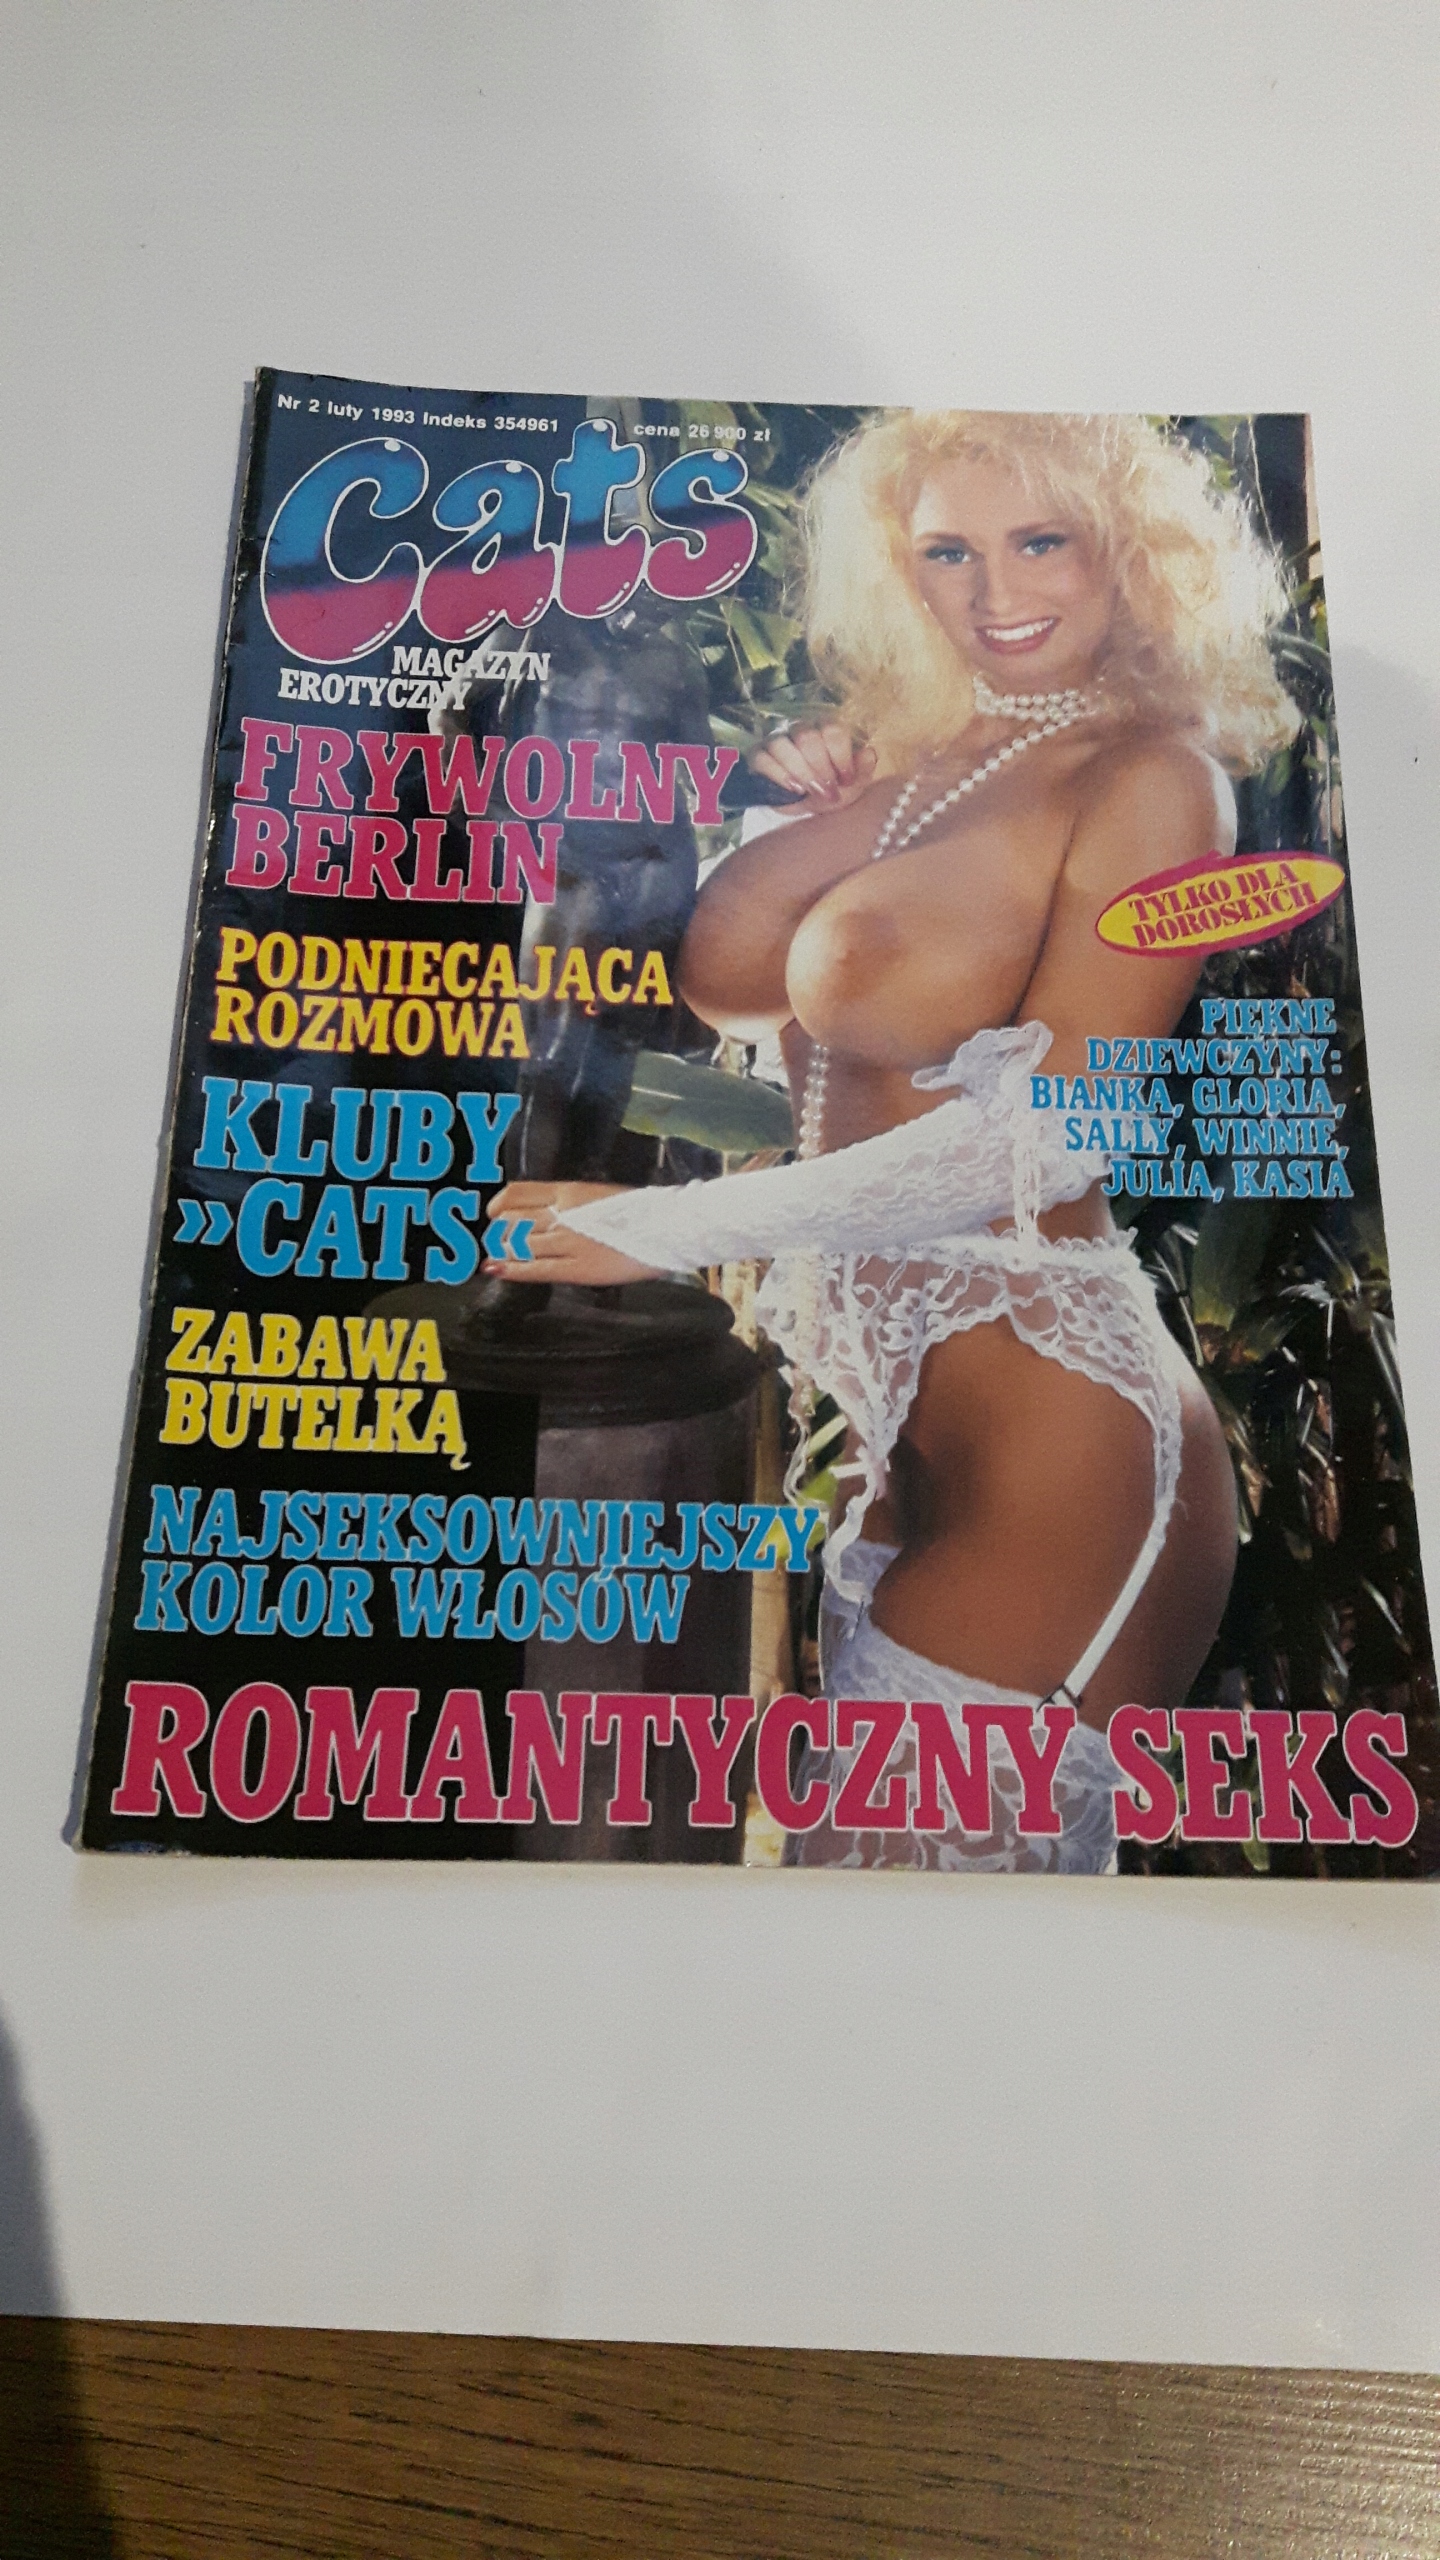 Nr 2 luty 1993 Indeks 354961
cena 26 900 zł
Cats
MAGAZYN
EROTYCZNY
FRYWOLNY
BERLIN
PODNIECAJĄCA
ROZMOWA
KLUBY
»CATS«
ZABAWA
BUTELKĄ
NAJSEKSOWNIEJSZY
KOLOR WŁOSÓW
TYLKO DLA
DOROSŁYCH
PIĘKNE
DZIEWCZYNY:
BIANKA, GLORIA,
SALLY, WINNIE,
JULIA, KASIA
ROMANTYCZNY SEKS